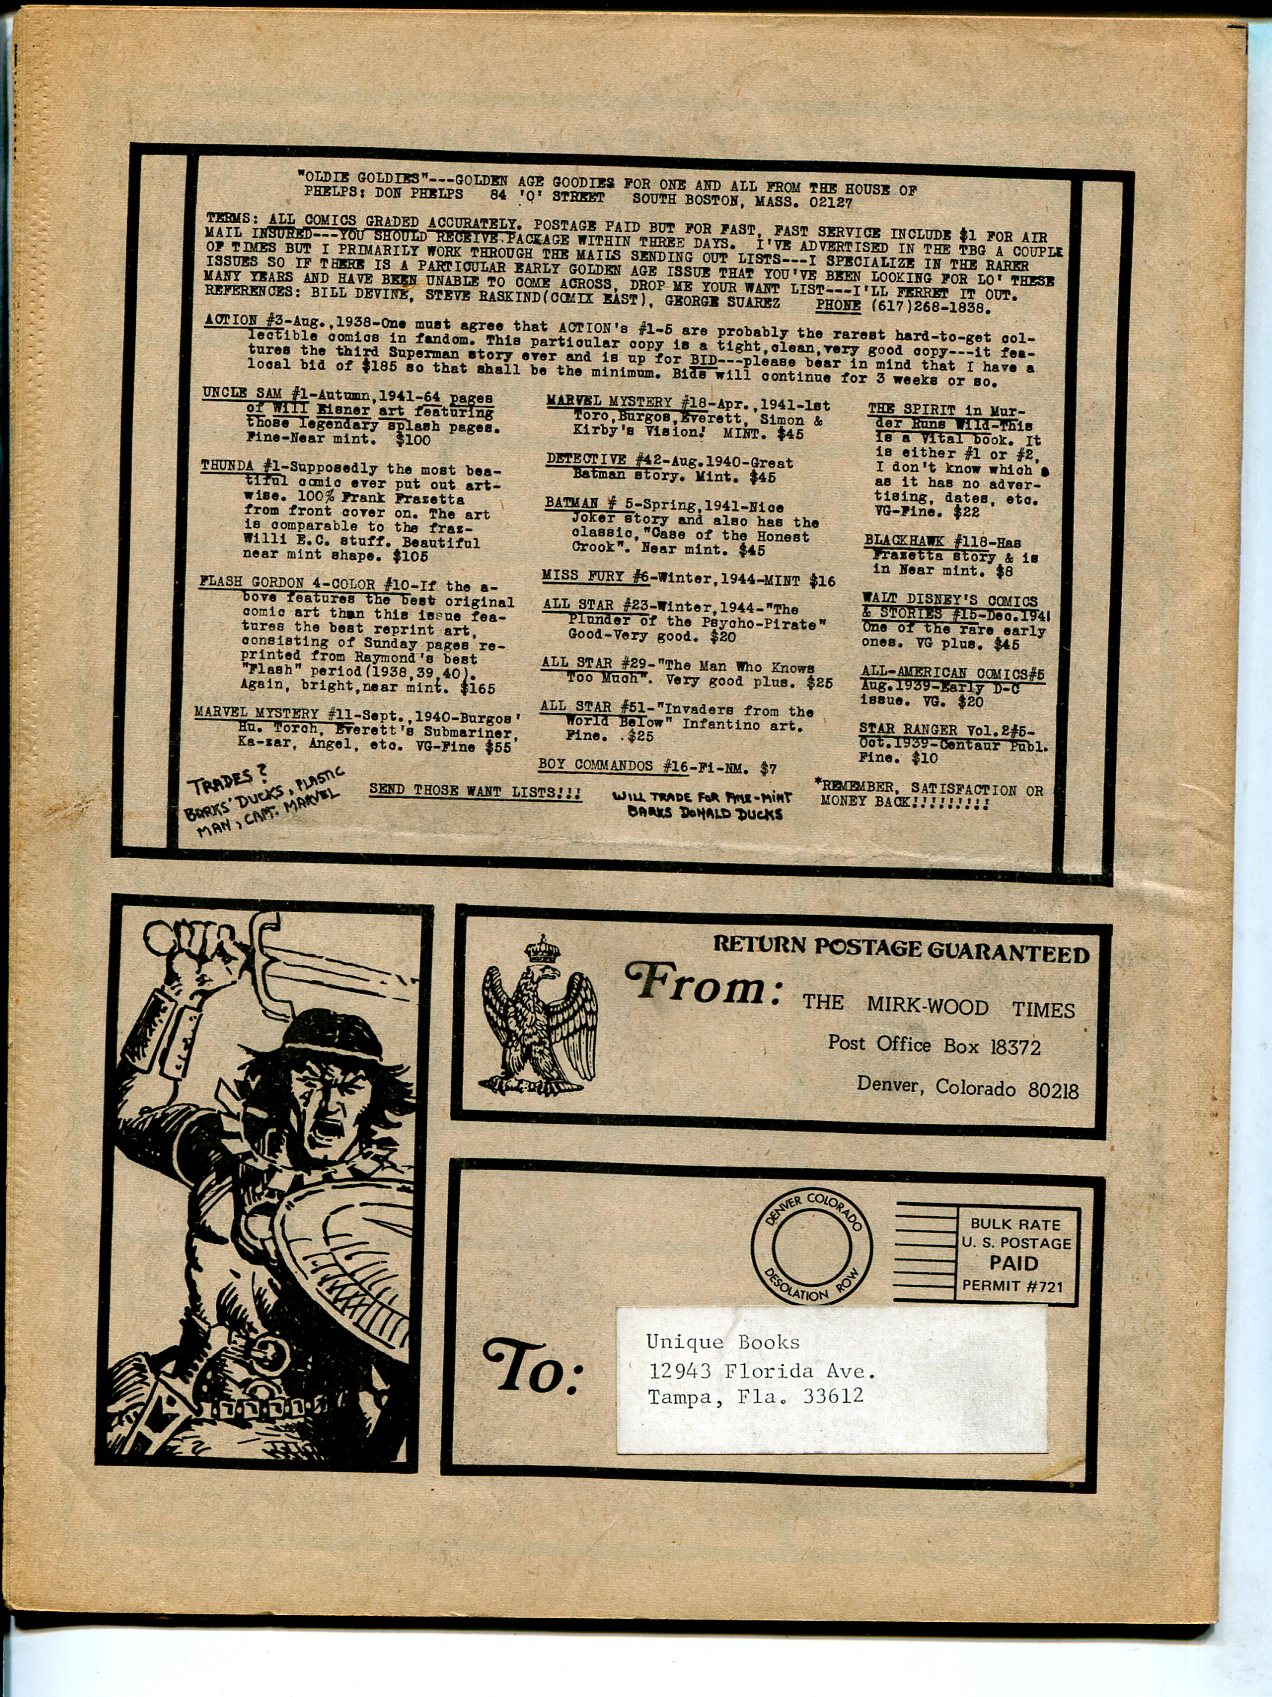 "OLDIE GOLDIES"---GOLDEN AGE GOODIES FOR ONE AND ALL FROM THE HOUSE OF
PHELPS: DON PHELPS 84 'O' STREET SOUTH BOSTON, MASS. 02127
TERMS: ALL COMICS GRADED ACCURATELY. POSTAGE PAID BUT FOR FAST, FAST SERVICE INCLUDE $1 FOR AIR
MAIL INSURED---YOU SHOULD RECEIVE PACKAGE WITHIN THREE DAYS. I'VE ADVERTISED IN THE TBG A COUPLE
OF TIMES BUT I PRIMARILY WORK THROUGH THE MAILS SENDING OUT LISTS---I SPECIALIZE IN THE RARER
ISSUES SO IF THERE IS A PARTICULAR EARLY GOLDEN AGE ISSUE THAT YOU'VE BEEN LOOKING FOR LO' THESE
MANY YEARS AND HAVE BEEN UNABLE TO COME ACROSS, DROP ME YOUR WANT LIST---I'LL FERRET IT OUT.
REFERENCES: BILL DEVINE, STEVE RASKIND(COMIX EAST), GEORGE SUAREZ PHONE (617)268-1838.
ACTION #3-Aug.,1938-One must agree that ACTION's #1-5 are probably the rarest hard-to-get col-
lectible comics in fandom. This particular copy is a tight,clean,very good copy---it fea-
tures the third Superman story ever and is up for BID---please bear in mind that I have a
local bid of $185 so that shall be the minimum. Bids will continue for 3 weeks or so.
UNCLE SAM #1-Autumn,1941-64 pages
of Will Eisner art featuring
those legendary splash pages.
Fine-Near mint. $100
THUNDA #1-Supposedly the most bea-
tiful comic ever put out art-
wise. 100% Frank Frazetta
from front cover on. The art
is comparable to the fraz-
Willi E.C. stuff. Beautiful
near mint shape. $105
FLASH GORDON 4-COLOR #10-If the a-
bove features the best original
comic art than this issue fea-
tures the best reprint art,
consisting of Sunday pages re-
printed from Raymond's best
"Flash" period(1938,39,40).
Again, bright,near mint. $165
MARVEL MYSTERY #11-Sept.,1940-Burgos'
Hu. Torch, Everett's Submariner,
Ka-zar, Angel, etc. VG-Fine $55
TRADES?
BARKS' DUCKS, PLASTIC
MAN, CAPT. MARVEL
SEND THOSE WANT LISTS!!!
MARVEL MYSTERY #18-Apr.,1941-1st
Toro,Burgos,Everett, Simon &
Kirby's Vision! MINT. $45
DETECTIVE #42-Aug.1940-Great
Batman story. Mint. $45
BATMAN # 5-Spring,1941-Nice
Joker story and also has the
classic,"Case of the Honest
Crook". Near mint. $45
MISS FURY #6-Winter,1944-MINT $16
ALL STAR #23-Winter,1944-"The
Plunder of the Psycho-Pirate"
Good-Very good. $20
ALL STAR #29-"The Man Who Knows
Too Much". Very good plus. $25
ALL STAR #51-"Invaders from the
World Below" Infantino art.
Fine. .$25
BOY COMMANDOS #16-Fi-NM. $7
WILL TRADE FOR FINE-MINT
BARKS DONALD DUCKS
THE SPIRIT in Mur-
der Runs Wild-This
is a Vital book. It
is either #1 or #2,
I don't know which
as it has no adver-
tising, dates, etc.
VG-Fine. $22
BLACKHAWK #118-Has
Frazetta story & is
in Near mint. $8
WALT DISNEY'S COMICS
& STORIES #15-Dec.1941
One of the rare early
ones. VG plus. $45
ALL-AMERICAN COMICS#5
Aug.1939-Early D-C
issue. VG. $20
STAR RANGER Vol.2#5-
Oct.1939-Centaur Publ.
Fine. $10
*REMEMBER, SATISFACTION OR
MONEY BACK!!!!!!!!!
RETURN POSTAGE GUARANTEED
From: THE MIRK-WOOD TIMES
Post Office Box 18372
Denver, Colorado 80218
DENVER COLORADO
DESOLATION ROW
BULK RATE
U. S. POSTAGE
PAID
PERMIT #721
To:
Unique Books
12943 Florida Ave.
Tampa, Fla. 33612